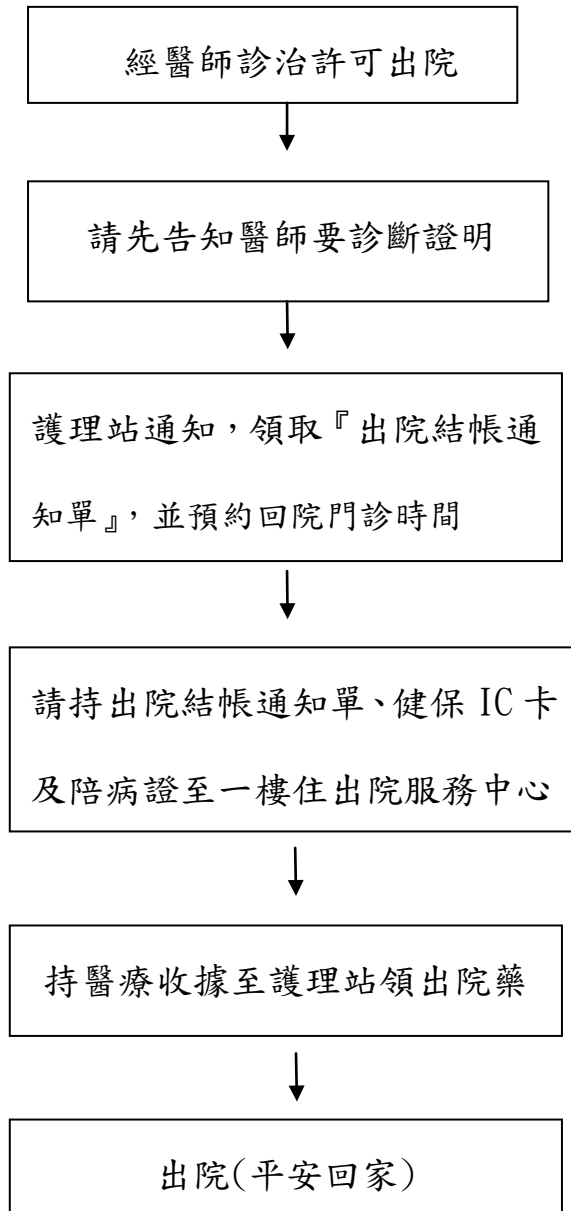 經醫師診治許可出院
請先告知醫師要診斷證明
護理站通知，領取『出院結帳通
知單』，並預約回院門診時間
請持出院結帳通知單、健保 IC 卡
及陪病證至一樓住出院服務中心
持醫療收據至護理站領出院藥
出院(平安回家)